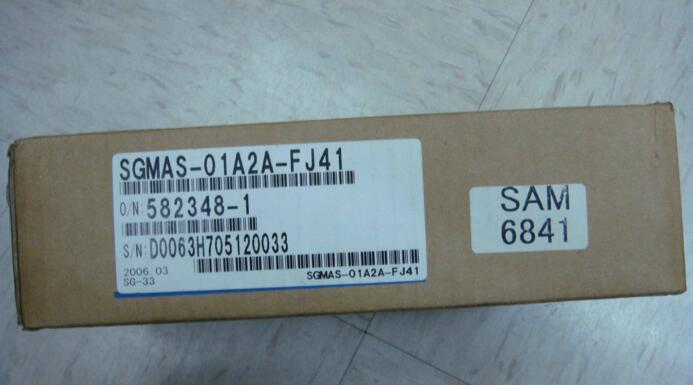 SGMAS-01A2A-FJ41
O/N: 582348-1
S/N: D0063H705120033
2006 03
SG-33
SGMAS-01A2A-FJ41
SAM
6841